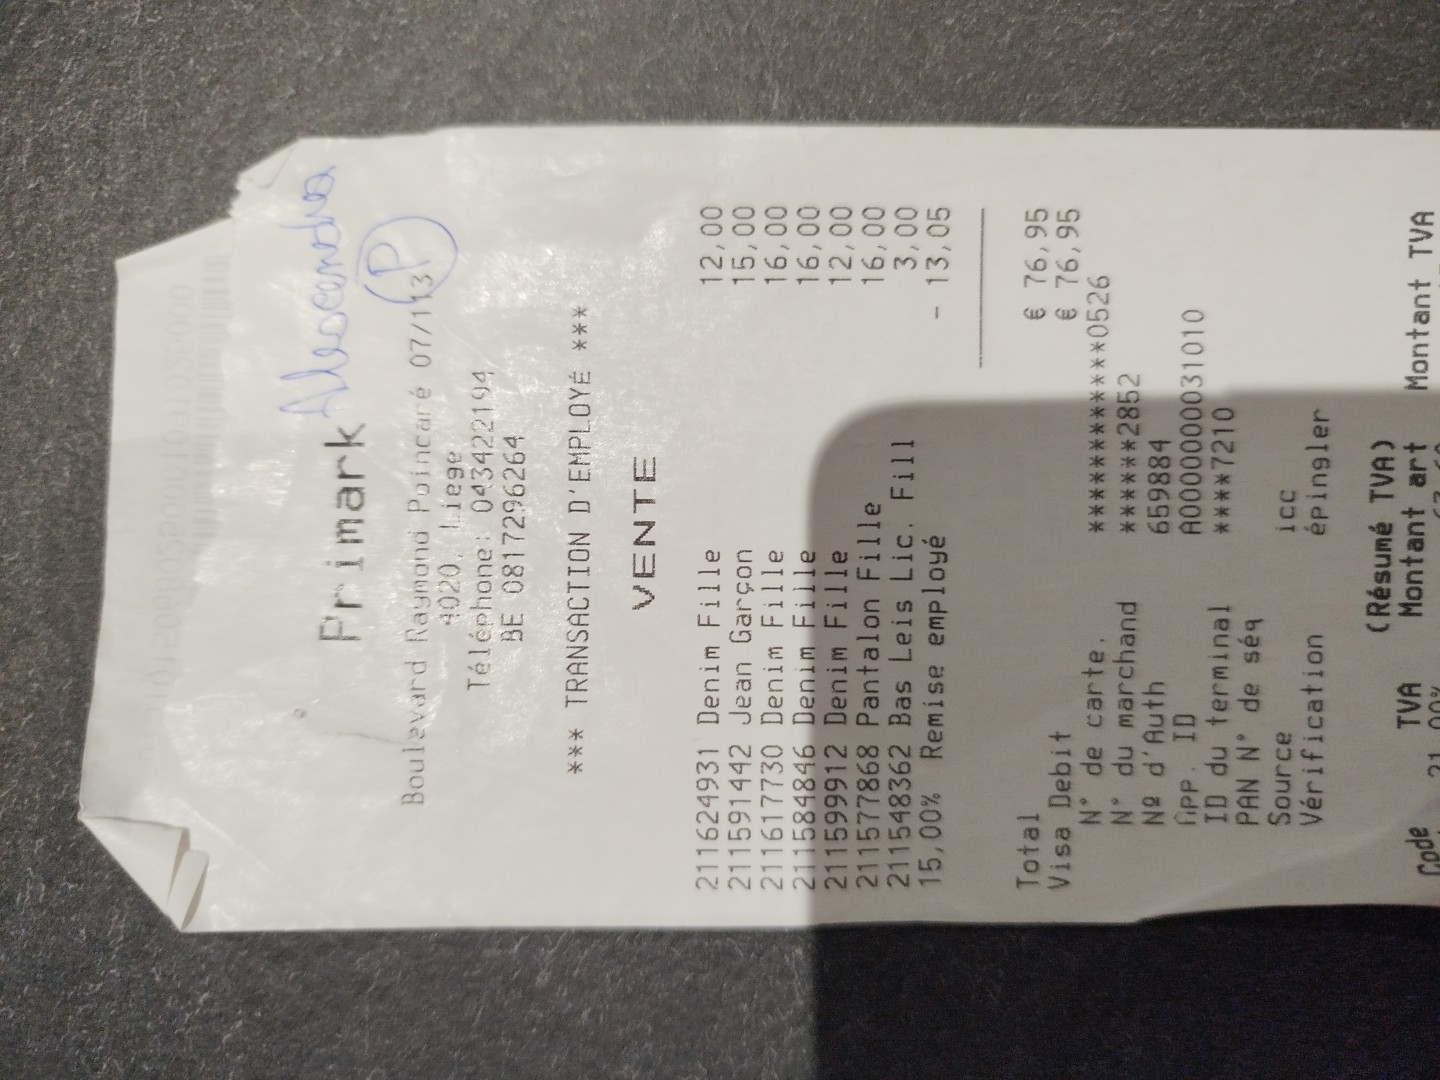 Alexandra
Primark
(P)
Boulevard Raymond Poincaré 07/113
4020, Liege
Téléphone: 043422194
BE 0817296264
*** TRANSACTION D'EMPLOYÉ ***
VENTE
211624931 Denim Fille 12,00
211591442 Jean Garçon 15,00
211617730 Denim Fille 16,00
211584846 Denim Fille 16,00
211599912 Denim Fille 12,00
211577868 Pantalon Fille 16,00
211548362 Bas Leis Lic. Fill 3,00
15,00% Remise employé - 13,05
Total € 76,95
Visa Debit € 76,95
N° de carte. ************0526
N° du marchand ******2852
Nº d'Auth 659884
APP. ID A0000000031010
ID du terminal ****7210
PAN N° de séq
Source icc
Vérification épingler
(Résumé TVA)
Code TVA Montant art Montant TVA